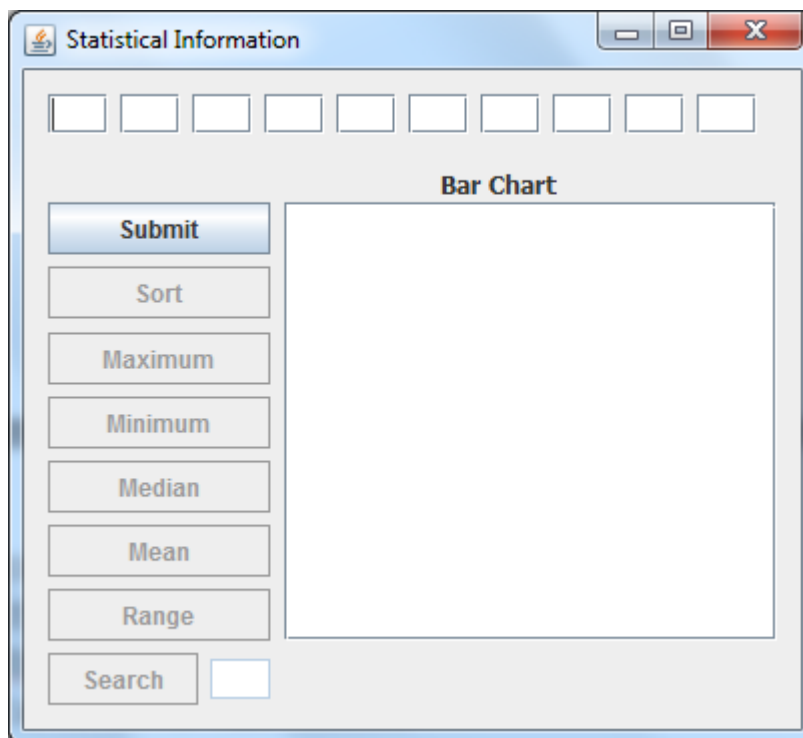 Statistical Information
Bar Chart
Submit
Sort
Maximum
Minimum
Median
Mean
Range
Search